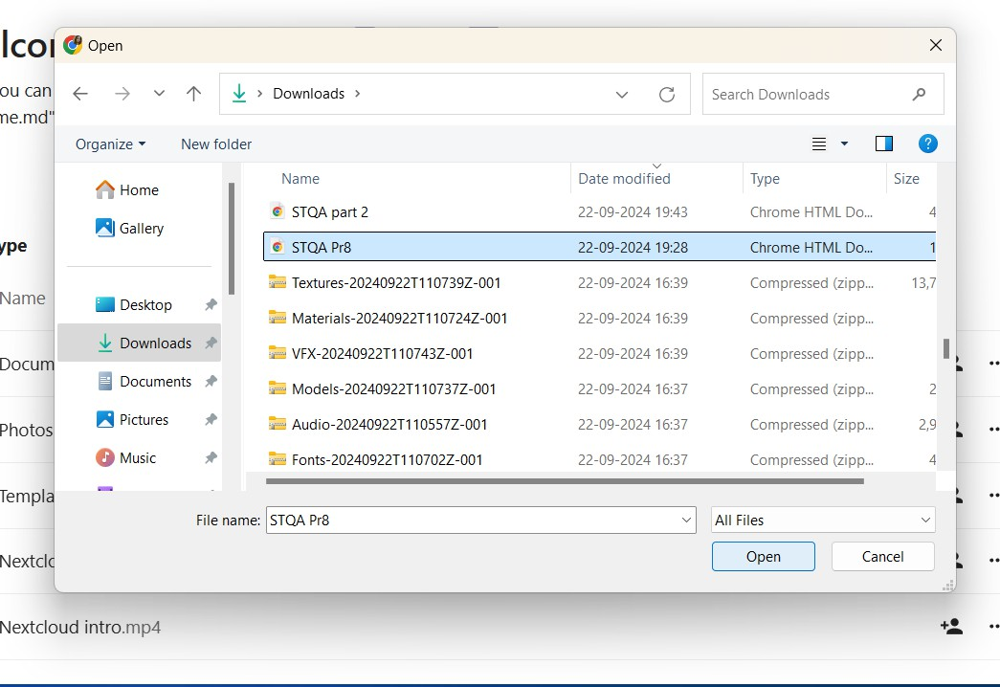 Open
lcom
ou can
me.md"
Downloads
Search Downloads
Organize
New folder
?
Home
Gallery
Desktop
Downloads
Documents
Pictures
Music
Name Date modified Type Size
STQA part 2 22-09-2024 19:43 Chrome HTML Do... 4
STQA Pr8 22-09-2024 19:28 Chrome HTML Do... 1
Textures-20240922T110739Z-001 22-09-2024 16:39 Compressed (zipp... 13,7
Materials-20240922T110724Z-001 22-09-2024 16:39 Compressed (zipp...
VFX-20240922T110743Z-001 22-09-2024 16:39 Compressed (zipp...
Models-20240922T110737Z-001 22-09-2024 16:37 Compressed (zipp... 2
Audio-20240922T110557Z-001 22-09-2024 16:37 Compressed (zipp... 2,9
Fonts-20240922T110702Z-001 22-09-2024 16:37 Compressed (zipp... 4
File name: STQA Pr8 All Files
Open Cancel
ype
Name
Docum
Photos
Templa
Nextclo
Nextcloud intro.mp4